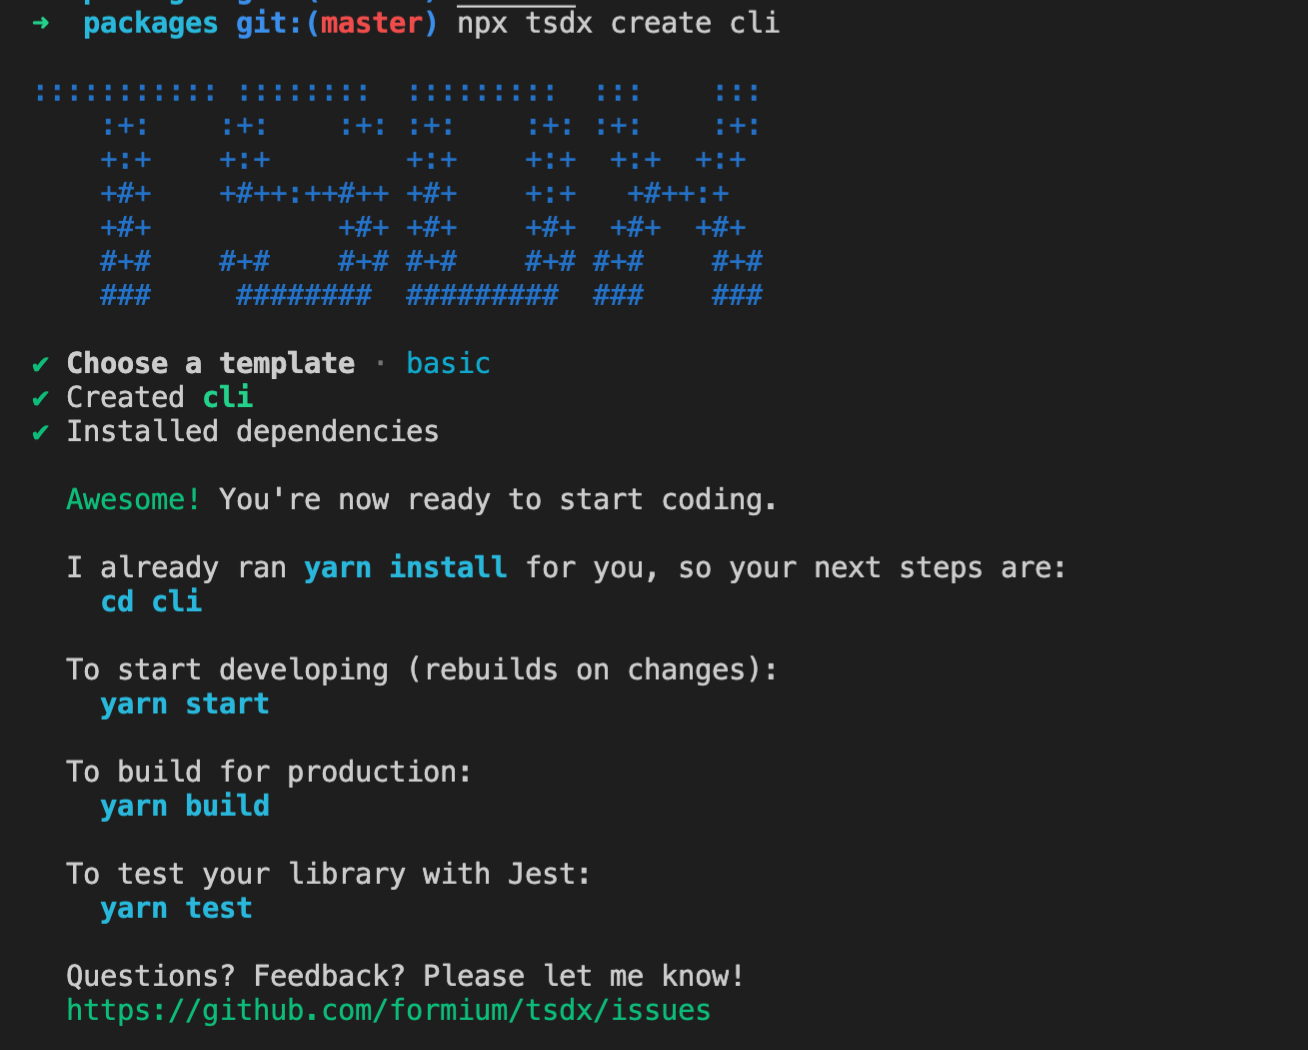 ➜  packages git:(master) npx tsdx create cli
::::::::::: ::::::::  :::::::::  :::    :::
    :+:    :+:    :+: :+:    :+: :+:    :+:
    +:+    +:+        +:+    +:+  +:+  +:+
    +#+    +#++:++#++ +#+    +:+   +#++:+
    +#+           +#+ +#+    +#+  +#+  +#+
    #+#    #+#    #+# #+#    #+# #+#    #+#
    ###     ########  #########  ###    ###
✔ Choose a template · basic
✔ Created cli
✔ Installed dependencies
Awesome! You're now ready to start coding.
I already ran yarn install for you, so your next steps are:
cd cli
To start developing (rebuilds on changes):
yarn start
To build for production:
yarn build
To test your library with Jest:
yarn test
Questions? Feedback? Please let me know!
https://github.com/formium/tsdx/issues